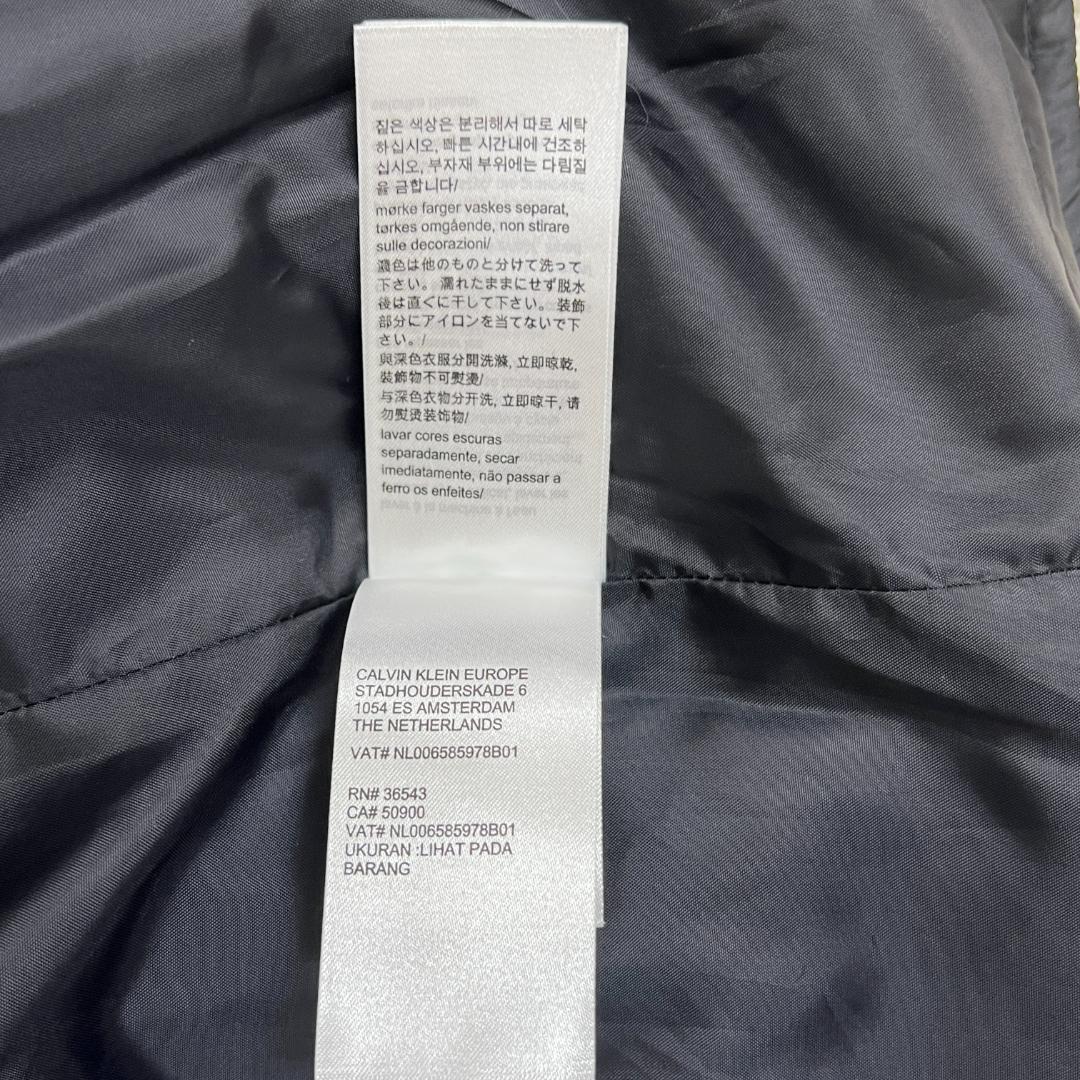 짙은 색상은 분리해서 따로 세탁
하십시오, 빠른 시간내에 건조하
십시오, 부자재 부위에는 다림질
을 금합니다/
mørke farger vaskes separat,
tørkes omgående, non stirare
sulle decorazioni/
濃色は他のものと分けて洗って
下さい。濡れたままにせず脱水
後は直ぐに干して下さい。装飾
部分にアイロンを当てないで下
さい。/
與深色衣服分開洗滌, 立即晾乾,
裝飾物不可熨燙/
与深色衣物分开洗, 立即晾干, 请
勿熨烫装饰物/
lavar cores escuras
separadamente, secar
imediatamente, não passar a
ferro os enfeites/
CALVIN KLEIN EUROPE
STADHOUDERSKADE 6
1054 ES AMSTERDAM
THE NETHERLANDS
VAT# NL006585978B01
RN# 36543
CA# 50900
VAT# NL006585978B01
UKURAN :LIHAT PADA
BARANG